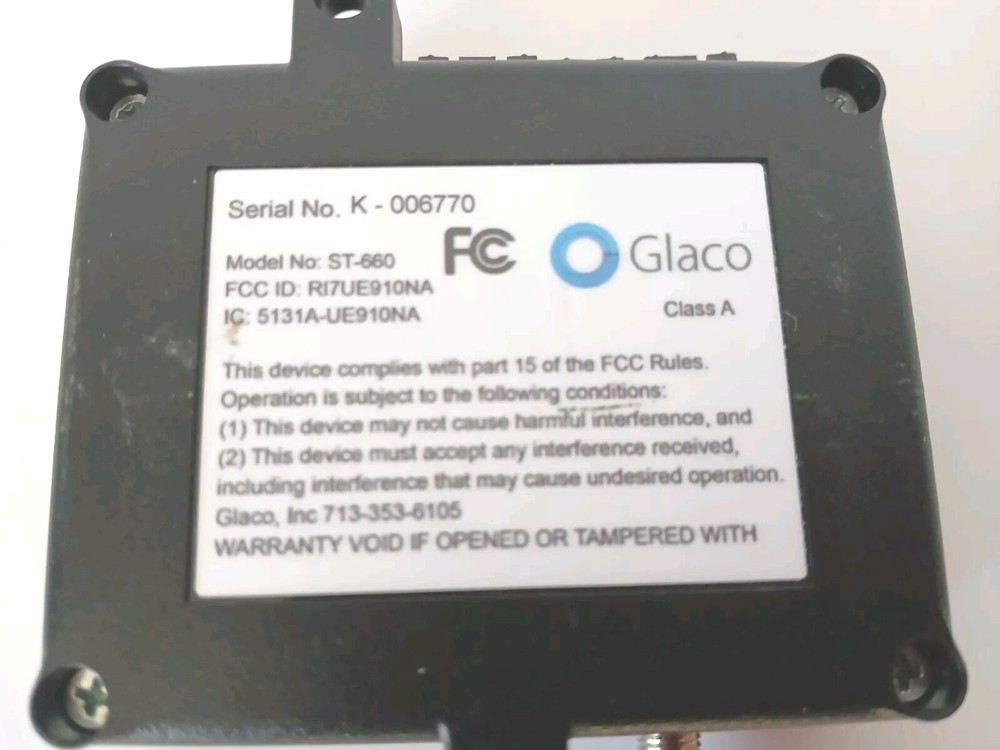 Serial No. K - 006770
FC Glaco
Model No: ST-660
FCC ID: RI7UE910NA
IC: 5131A-UE910NA
Class A
This device complies with part 15 of the FCC Rules.
Operation is subject to the following conditions:
(1) This device may not cause harmful interference, and
(2) This device must accept any interference received,
including interference that may cause undesired operation.
Glaco, Inc 713-353-6105
WARRANTY VOID IF OPENED OR TAMPERED WITH